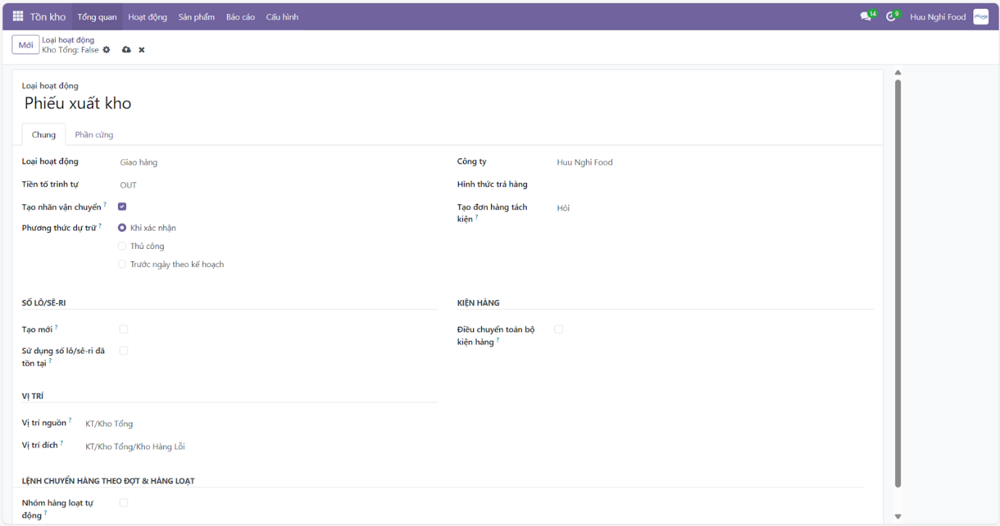 Tồn kho Tổng quan Hoạt động Sản phẩm Báo cáo Cấu hình 14 9 Huu Nghi Food
Mới
Loại hoạt động
Kho Tổng: False
Loại hoạt động
Phiếu xuất kho
Chung Phần cứng
Loại hoạt động Giao hàng
Công ty Huu Nghi Food
Tiền tố trình tự OUT
Hình thức trả hàng
Tạo nhãn vận chuyển ?
Tạo đơn hàng tách
kiện ?
Hỏi
Phương thức dự trữ ? Khi xác nhận
Thủ công
Trước ngày theo kế hoạch
SỐ LÔ/SÊ-RI
KIỆN HÀNG
Tạo mới ?
Điều chuyển toàn bộ
kiện hàng ?
Sử dụng số lô/sê-ri đã
tồn tại ?
VỊ TRÍ
Vị trí nguồn ? KT/Kho Tổng
Vị trí đích ? KT/Kho Tổng/Kho Hàng Lỗi
LỆNH CHUYỂN HÀNG THEO ĐỢT & HÀNG LOẠT
Nhóm hàng loạt tự
động ?